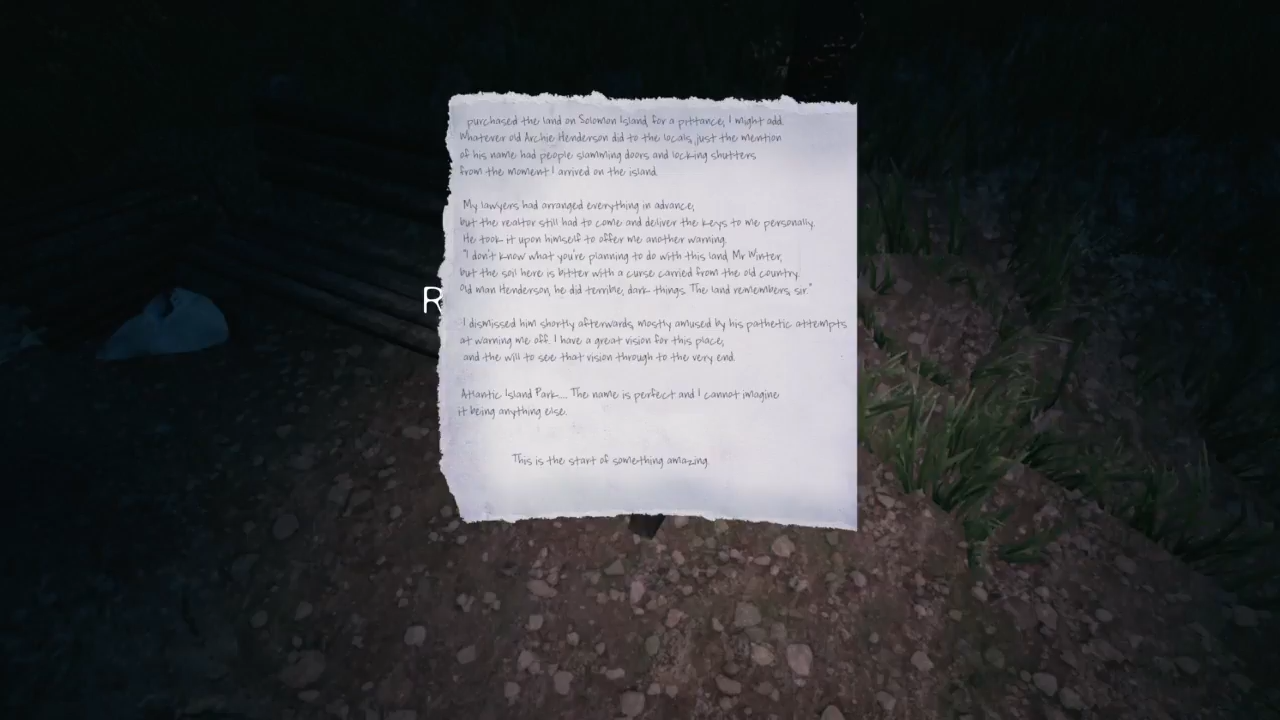 purchased the land on Solomon Island, for a pittance, I might add.
Whatever old Archie Henderson did to the locals, just the mention
of his name had people slamming doors and locking shutters
from the moment I arrived on the island.
My lawyers had arranged everything in advance,
but the realtor still had to come and deliver the keys to me personally.
He took it upon himself to offer me another warning.
"I don't know what you're planning to do with this land, Mr Winter,
but the soil here is bitter with a curse carried from the old country.
Old man Henderson, he did terrible, dark things. The land remembers, sir."
R
I dismissed him shortly afterwards, mostly amused by his pathetic attempts
at warning me off. I have a great vision for this place,
and the will to see that vision through to the very end.
Atlantic Island Park.... The name is perfect and I cannot imagine
it being anything else.
This is the start of something amazing.